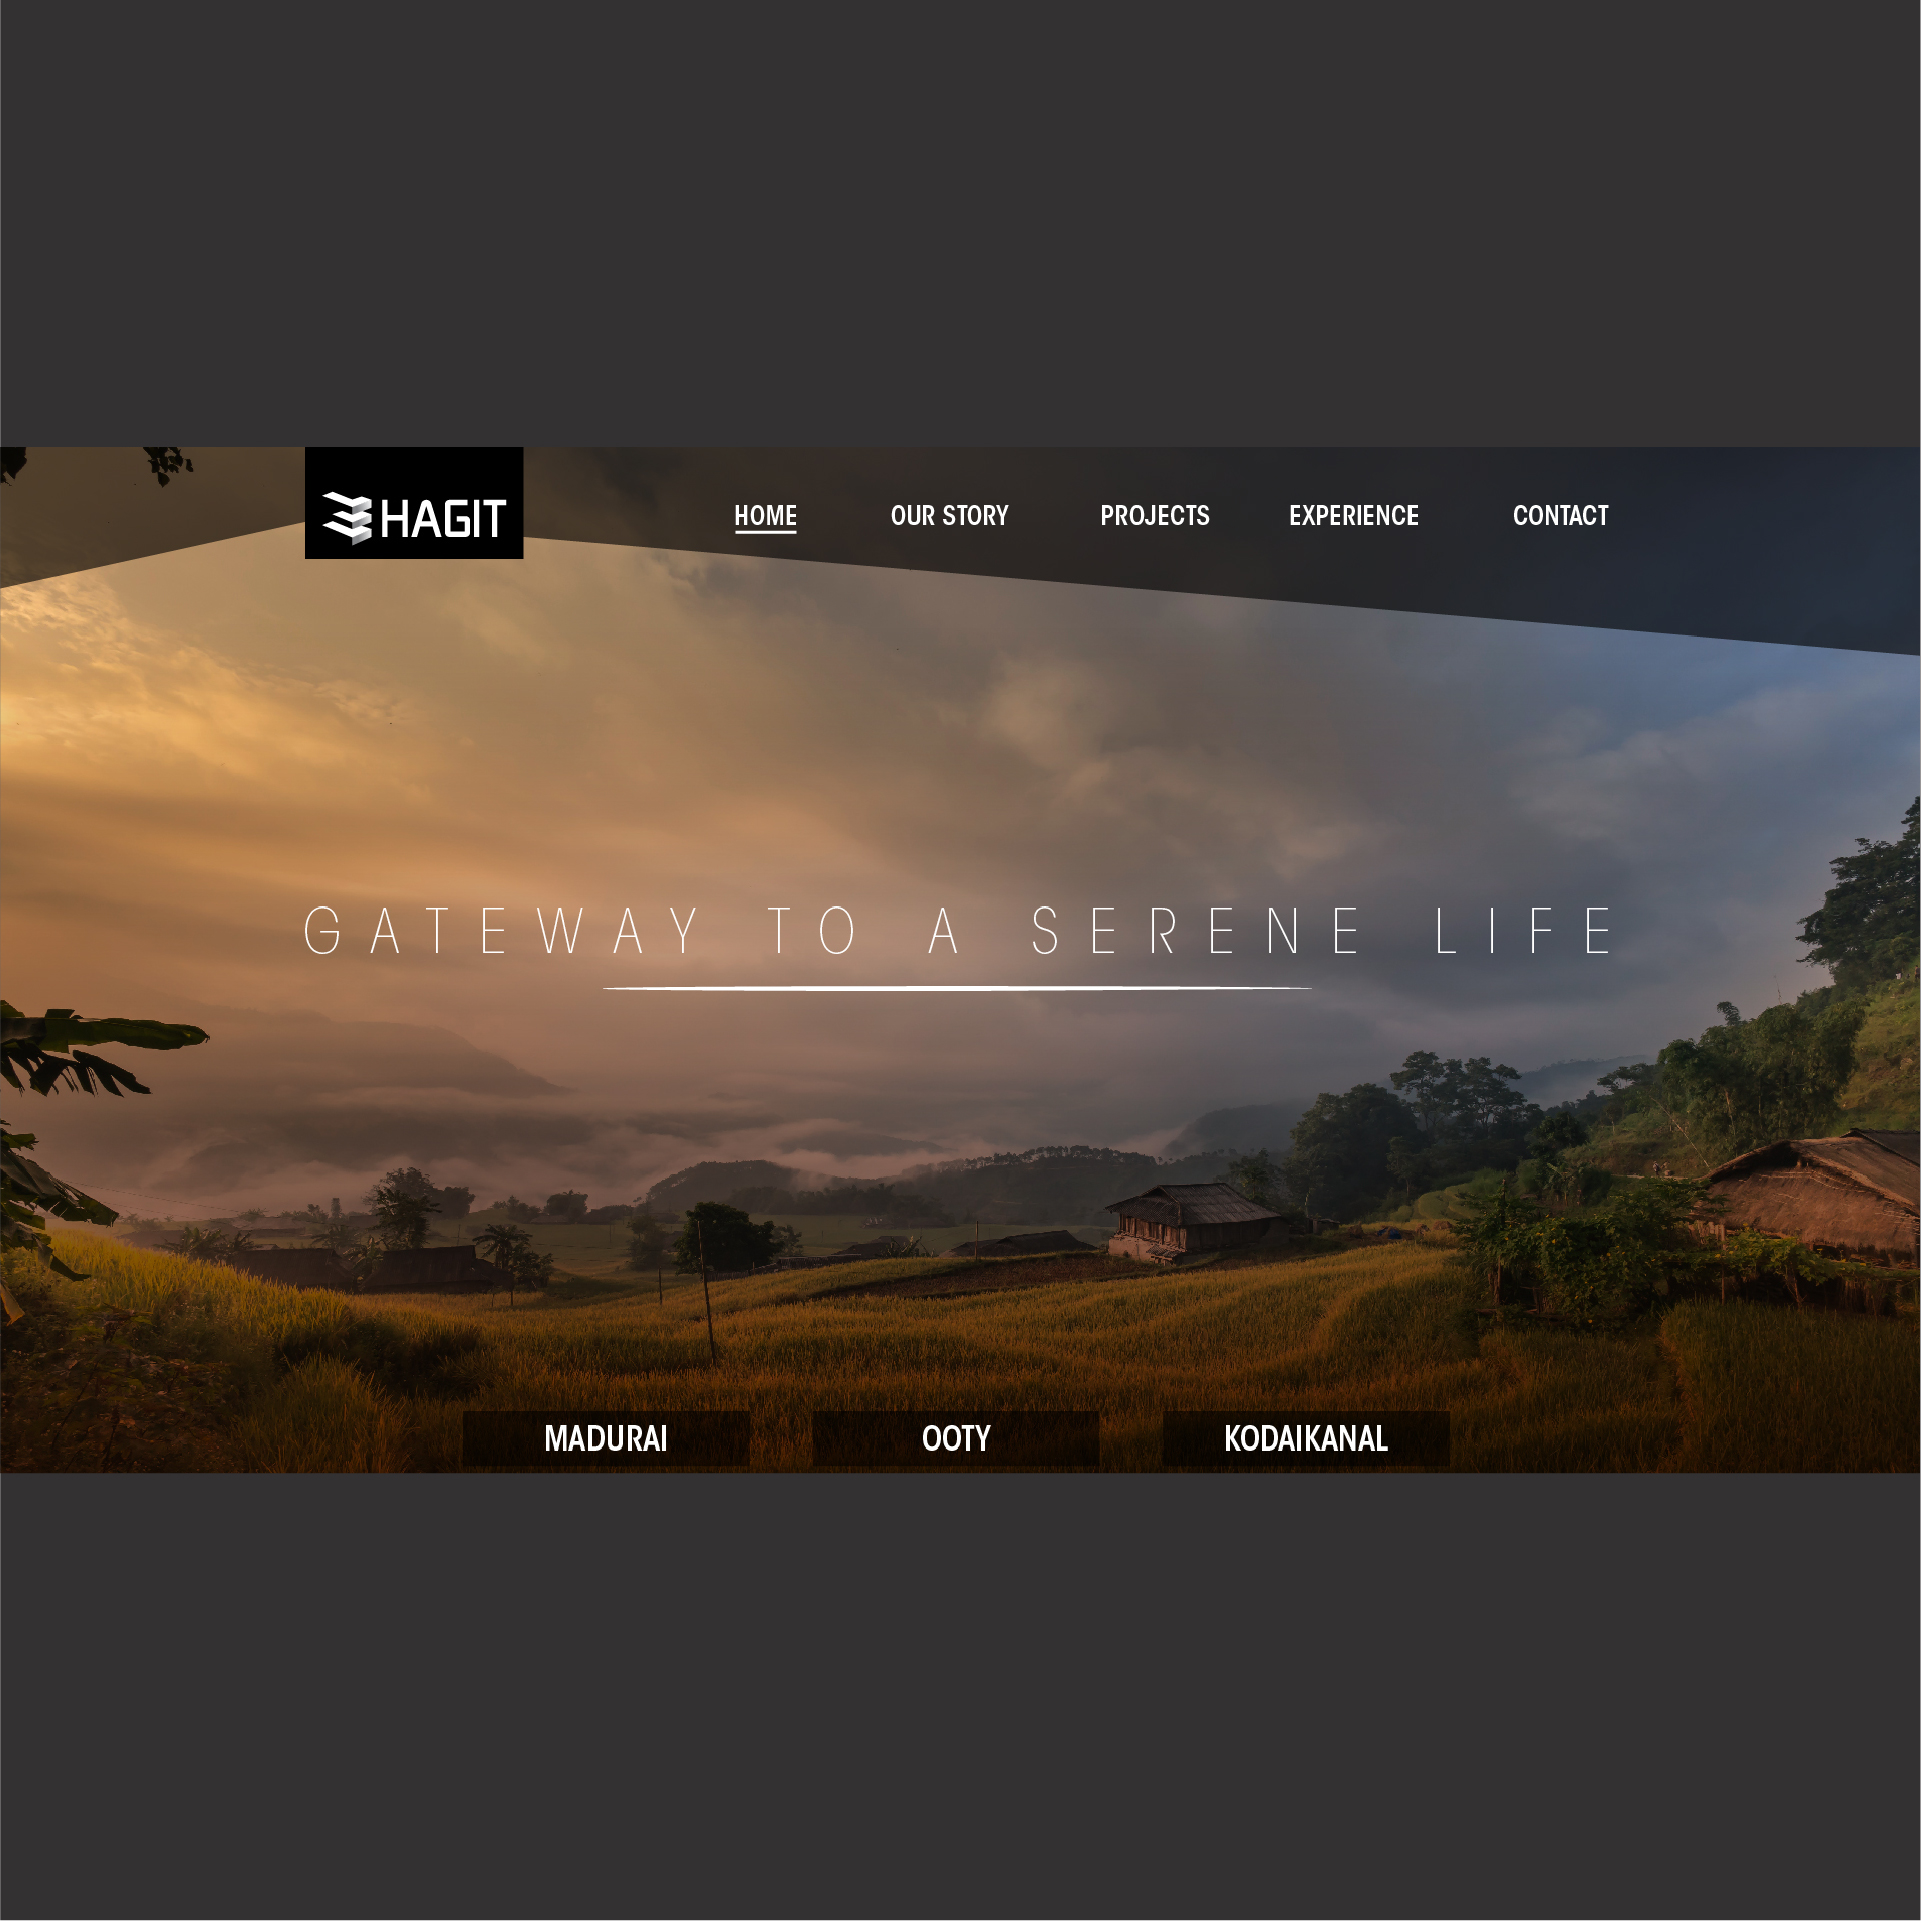 HAGIT
HOME OUR STORY PROJECTS EXPERIENCE CONTACT
GATEWAY TO A SERENE LIFE
MADURAI OOTY KODAIKANAL